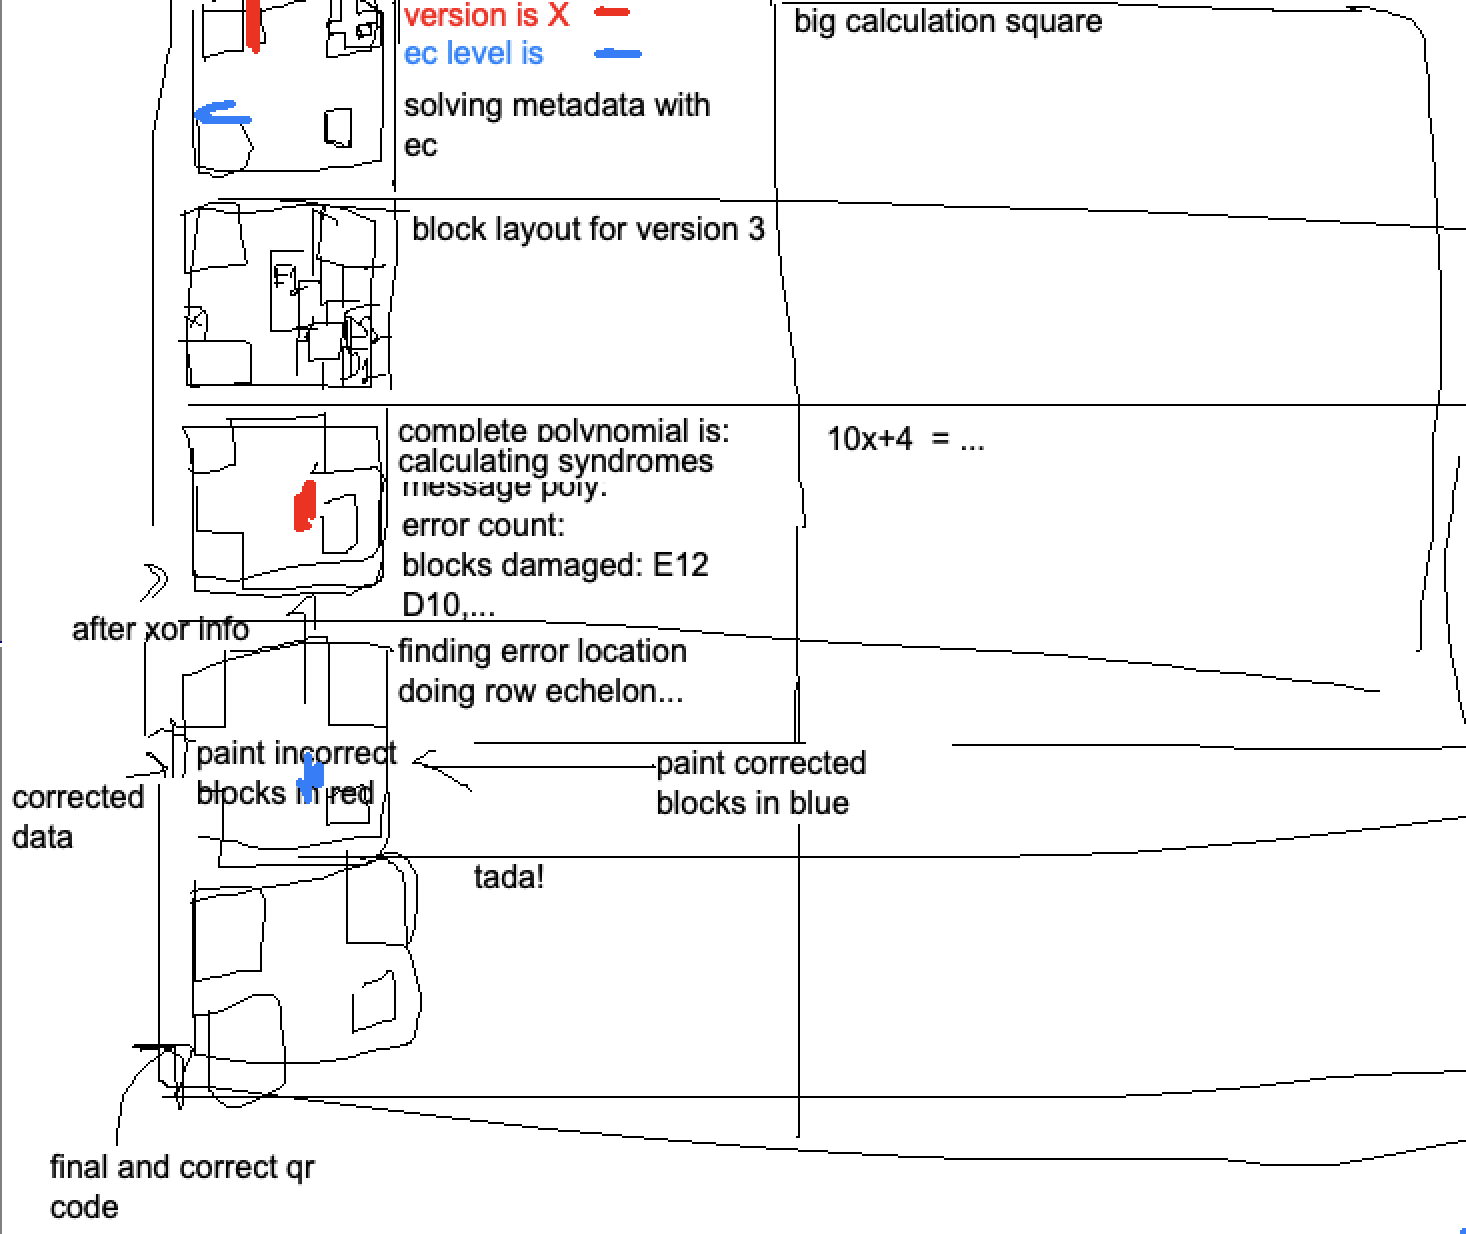 version is X
ec level is
solving metadata with
ec
big calculation square
block layout for version 3
complete polynomial is:
calculating syndromes
message poly:
error count:
blocks damaged: E12
D10,...
10x+4 = ...
after xor info
finding error location
doing row echelon...
paint incorrect
blocks in red
paint corrected
blocks in blue
corrected
data
tada!
final and correct qr
code